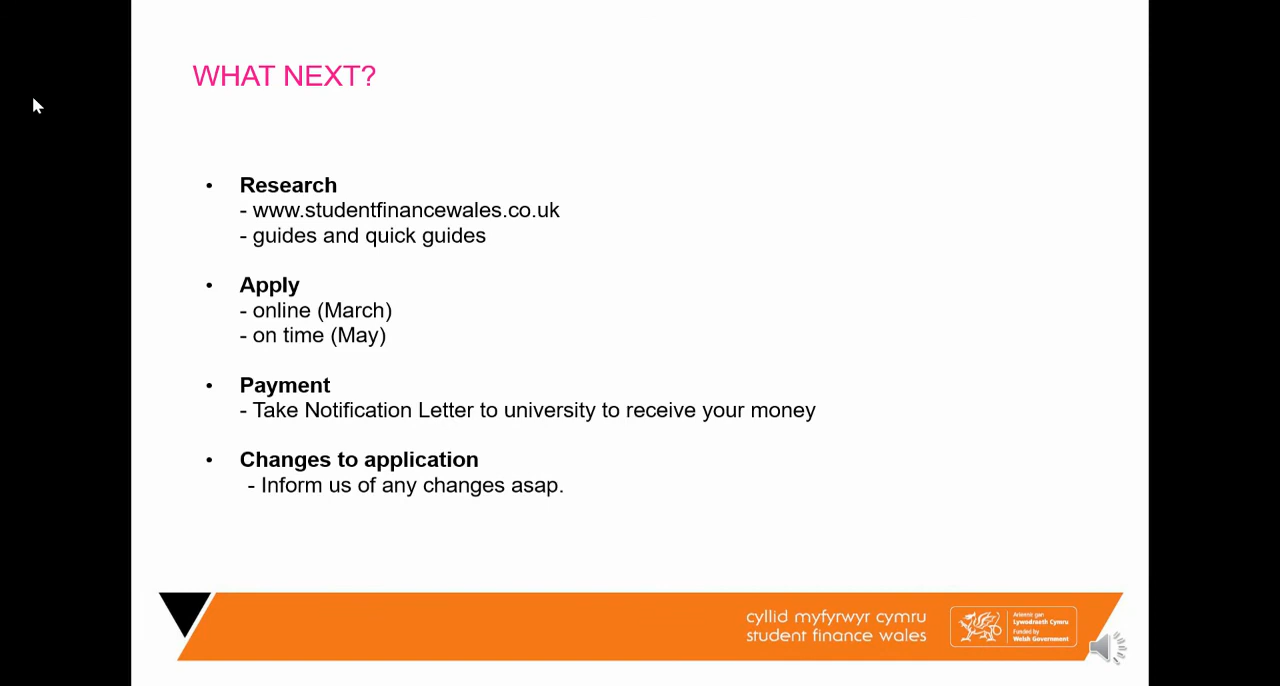 WHAT NEXT?
• Research
- www.studentfinancewales.co.uk
- guides and quick guides
• Apply
- online (March)
- on time (May)
• Payment
- Take Notification Letter to university to receive your money
• Changes to application
- Inform us of any changes asap.
cyllid myfyrwyr cymru
student finance wales
Ariennir gan
Lywodraeth Cymru
Funded by
Welsh Government